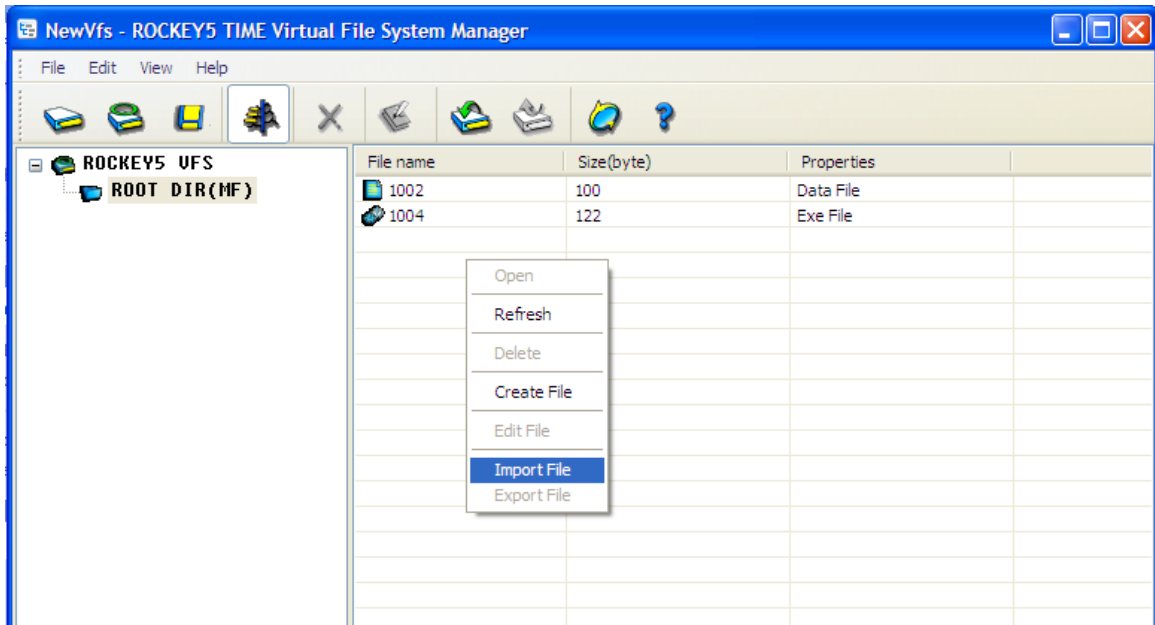 NewVfs - ROCKEY5 TIME Virtual File System Manager
File Edit View Help
ROCKEY5 VFS
ROOT DIR(MF)
File name Size(byte) Properties
1002 100 Data File
1004 122 Exe File
Open
Refresh
Delete
Create File
Edit File
Import File
Export File